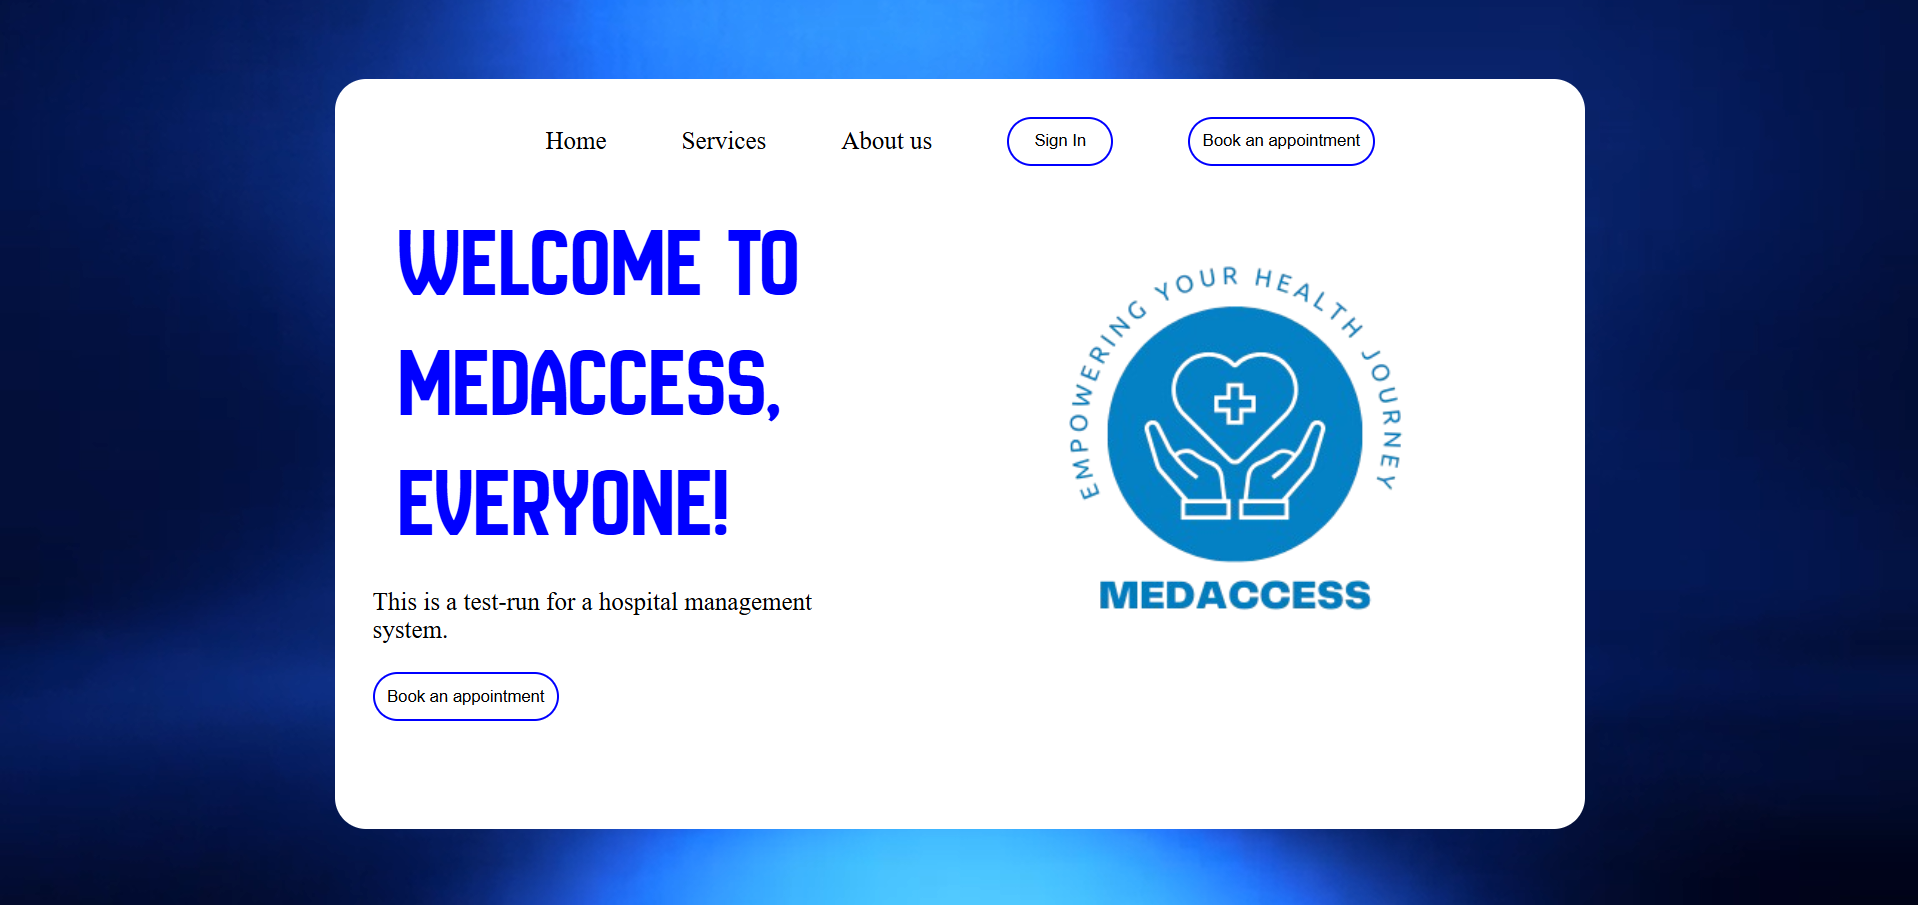 Home Services About us Sign In Book an appointment
WELCOME TO
MEDACCESS,
EVERYONE!
This is a test-run for a hospital management
system.
Book an appointment
EMPOWERING YOUR HEALTH JOURNEY
MEDACCESS